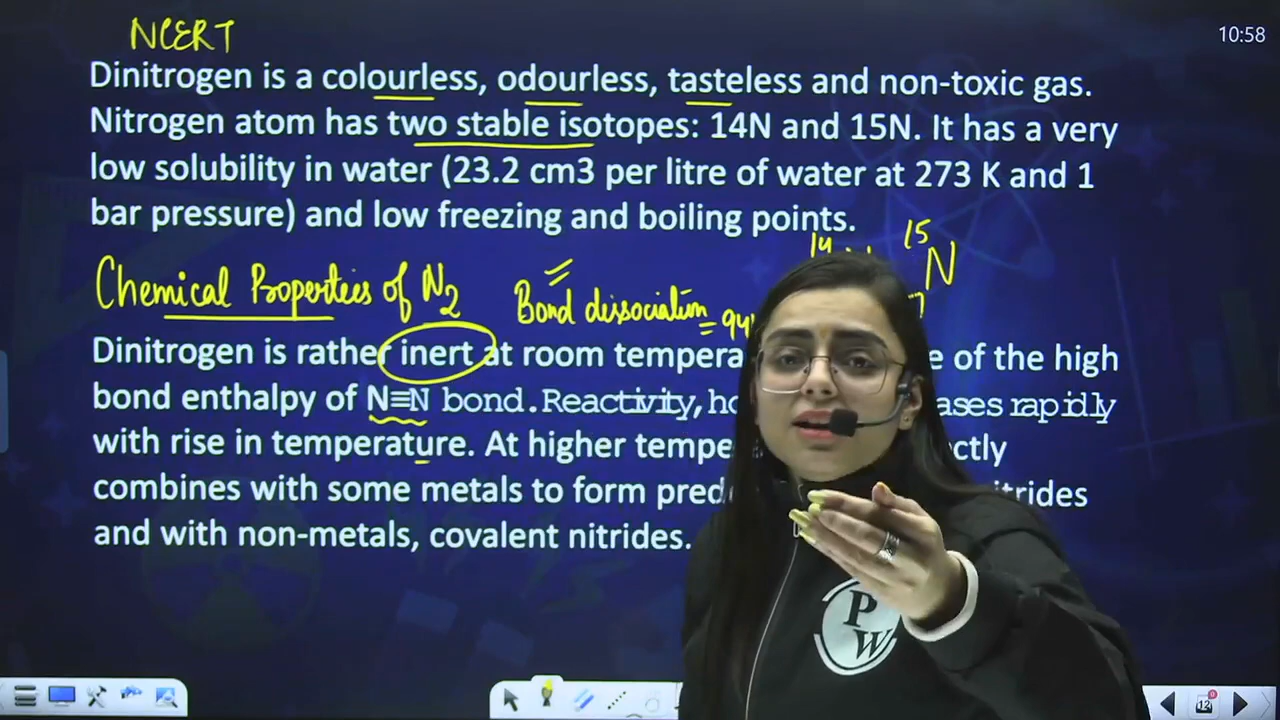 NCERT
10:58
Dinitrogen is a colourless, odourless, tasteless and non-toxic gas.
Nitrogen atom has two stable isotopes: 14N and 15N. It has a very
low solubility in water (23.2 cm3 per litre of water at 273 K and 1
bar pressure) and low freezing and boiling points.
14 15 N
Chemical Properties of N2 Bond dissociation = 94
Dinitrogen is rather inert at room tempera e of the high
bond enthalpy of N≡N bond. Reactivity, ho ases rapidly
with rise in temperature. At higher tempe ctly
combines with some metals to form pred itrides
and with non-metals, covalent nitrides.
P
W
12